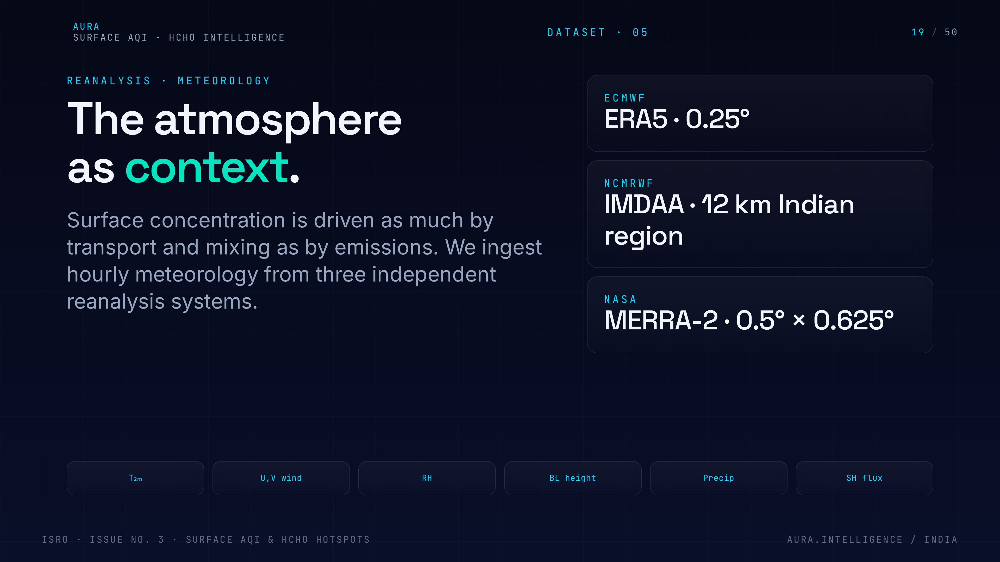 AURA
SURFACE AQI · HCHO INTELLIGENCE
DATASET · 05
19 / 50
REANALYSIS · METEOROLOGY
The atmosphere
as context.
Surface concentration is driven as much by
transport and mixing as by emissions. We ingest
hourly meteorology from three independent
reanalysis systems.
ECMWF
ERA5 · 0.25°
NCMRWF
IMDAA · 12 km Indian
region
NASA
MERRA-2 · 0.5° × 0.625°
T₂ₘ
U,V wind
RH
BL height
Precip
SH flux
ISRO · ISSUE NO. 3 · SURFACE AQI & HCHO HOTSPOTS
AURA.INTELLIGENCE / INDIA